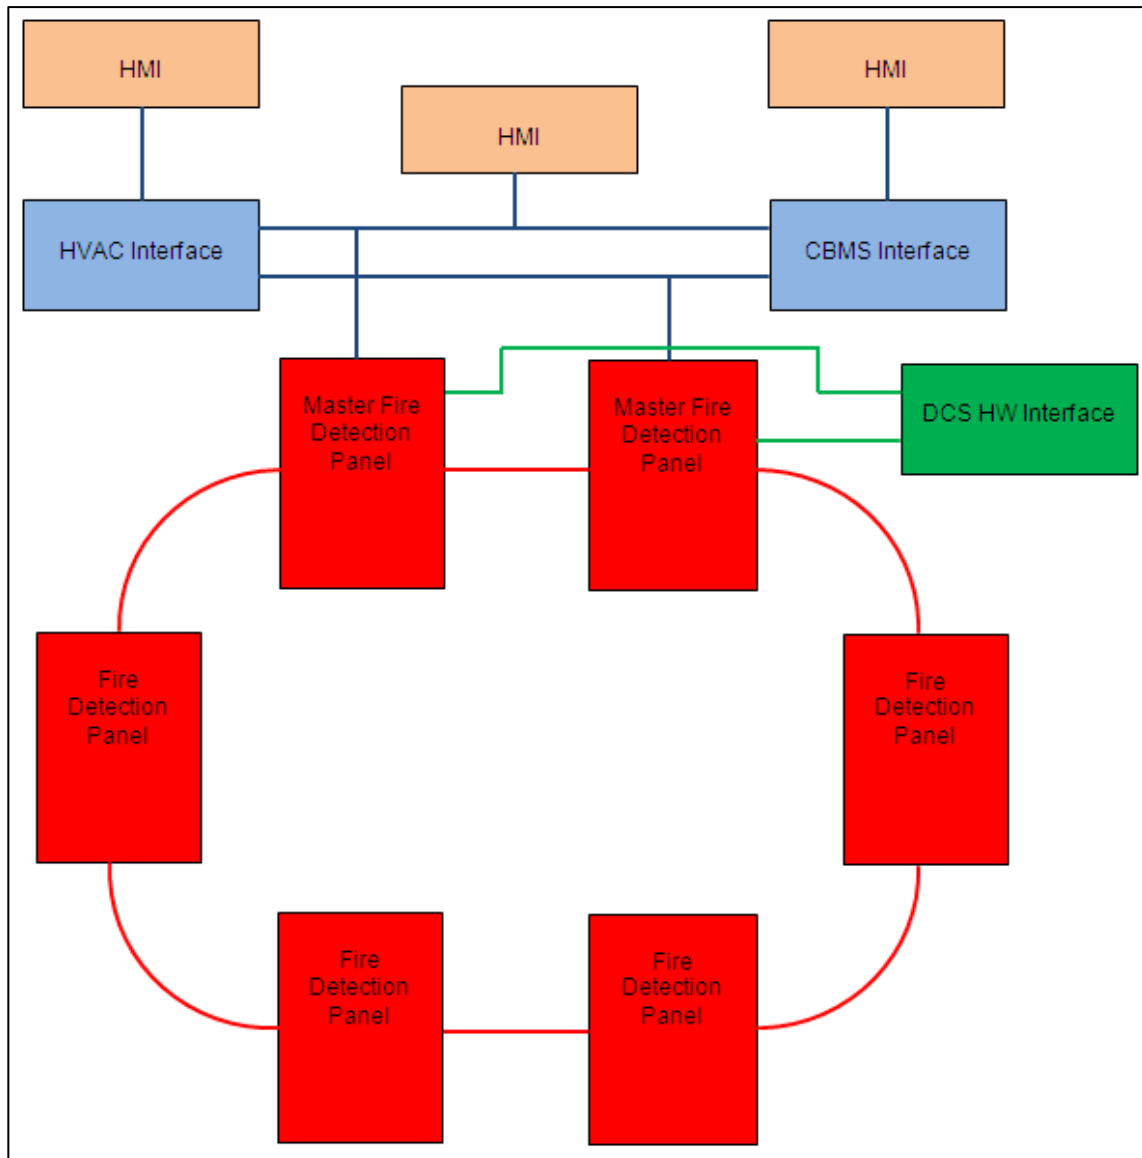 HMI
HMI
HMI
HVAC Interface
CBMS Interface
Master Fire
Detection
Panel
Master Fire
Detection
Panel
DCS HW Interface
Fire
Detection
Panel
Fire
Detection
Panel
Fire
Detection
Panel
Fire
Detection
Panel